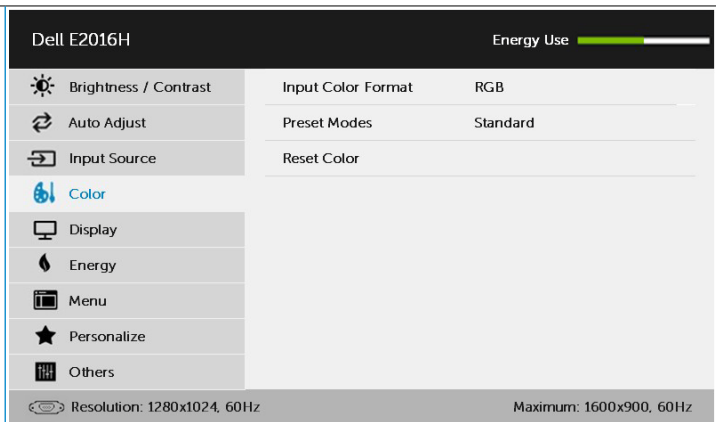 Dell E2016H Energy Use
Brightness / Contrast Input Color Format RGB
Auto Adjust Preset Modes Standard
Input Source Reset Color
Color
Display
Energy
Menu
Personalize
Others
Resolution: 1280x1024, 60Hz Maximum: 1600x900, 60Hz